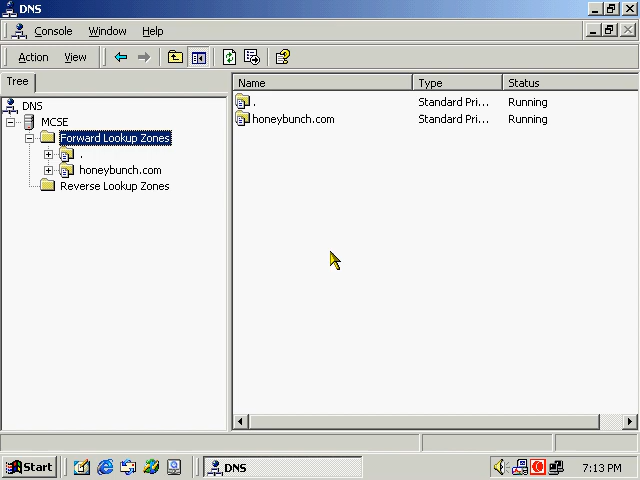 DNS
Console Window Help
Action View
Tree
Name Type Status
DNS
MCSE
Forward Lookup Zones
.
honeybunch.com
Reverse Lookup Zones
. Standard Pri... Running
honeybunch.com Standard Pri... Running
Start DNS 7:13 PM